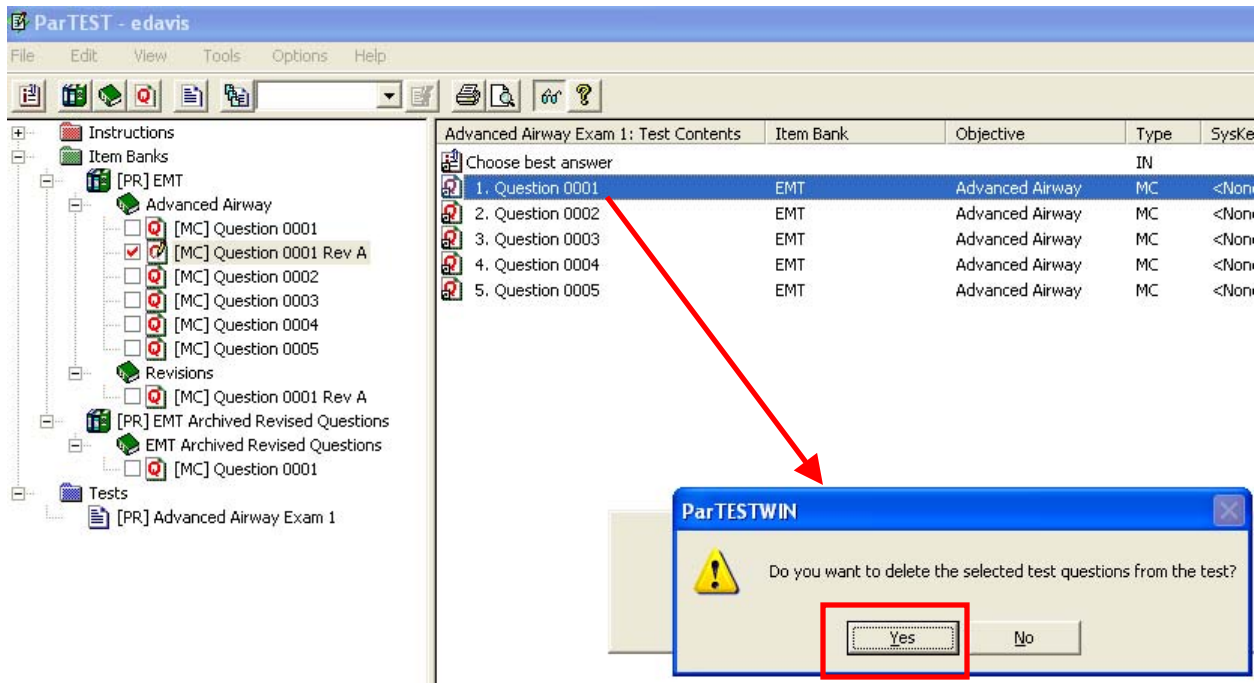 ParTEST - edavis
File Edit View Tools Options Help
Instructions
Item Banks
[PR] EMT
Advanced Airway
[MC] Question 0001
[MC] Question 0001 Rev A
[MC] Question 0002
[MC] Question 0003
[MC] Question 0004
[MC] Question 0005
Revisions
[MC] Question 0001 Rev A
[PR] EMT Archived Revised Questions
EMT Archived Revised Questions
[MC] Question 0001
Tests
[PR] Advanced Airway Exam 1
Advanced Airway Exam 1: Test Contents Item Bank Objective Type SysKe
Choose best answer IN
1. Question 0001 EMT Advanced Airway MC <Non
2. Question 0002 EMT Advanced Airway MC <Non
3. Question 0003 EMT Advanced Airway MC <Non
4. Question 0004 EMT Advanced Airway MC <Non
5. Question 0005 EMT Advanced Airway MC <Non
ParTESTWIN
Do you want to delete the selected test questions from the test?
Yes No